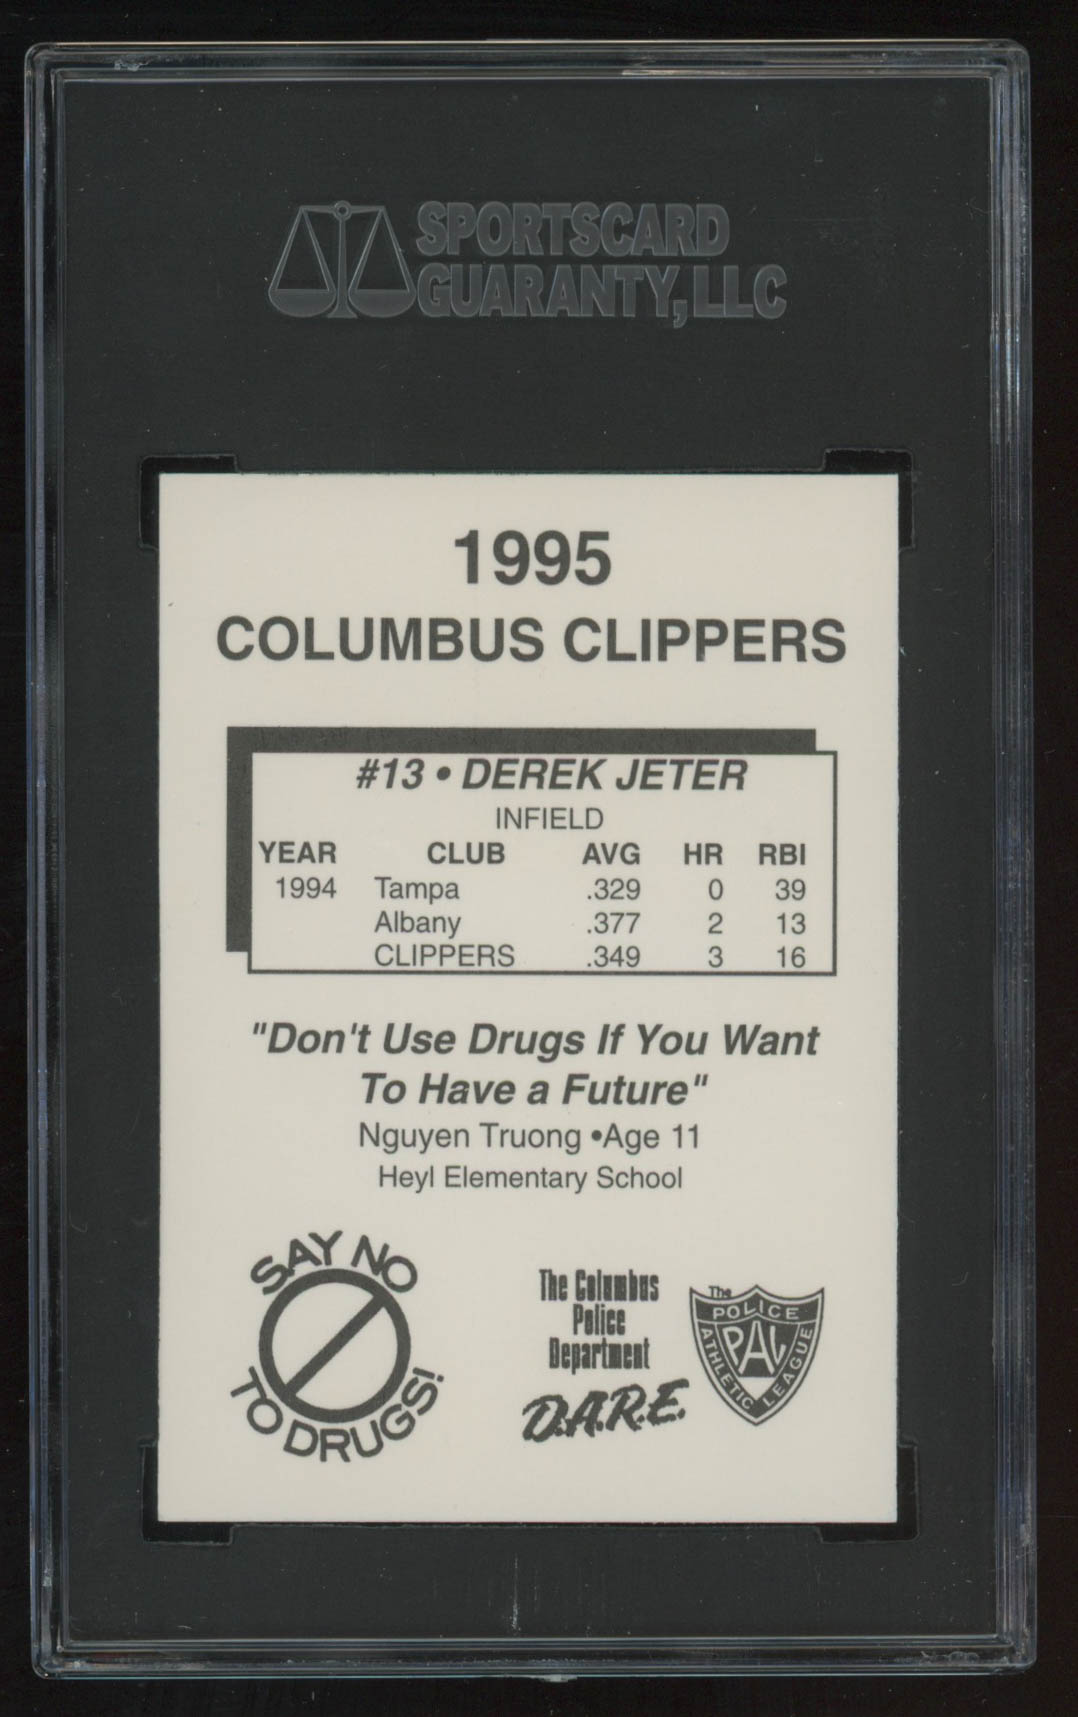 SPORTSCARD
GUARANTY, LLC
1995
COLUMBUS CLIPPERS
#13 • DEREK JETER
INFIELD
YEAR CLUB AVG HR RBI
1994 Tampa .329 0 39
Albany .377 2 13
CLIPPERS .349 3 16
"Don't Use Drugs If You Want
To Have a Future"
Nguyen Truong •Age 11
Heyl Elementary School
SAY NO
TO DRUGS!
The Columbus
Police
Department
D.A.R.E.
The
POLICE
PAL
ATHLETIC LEAGUE